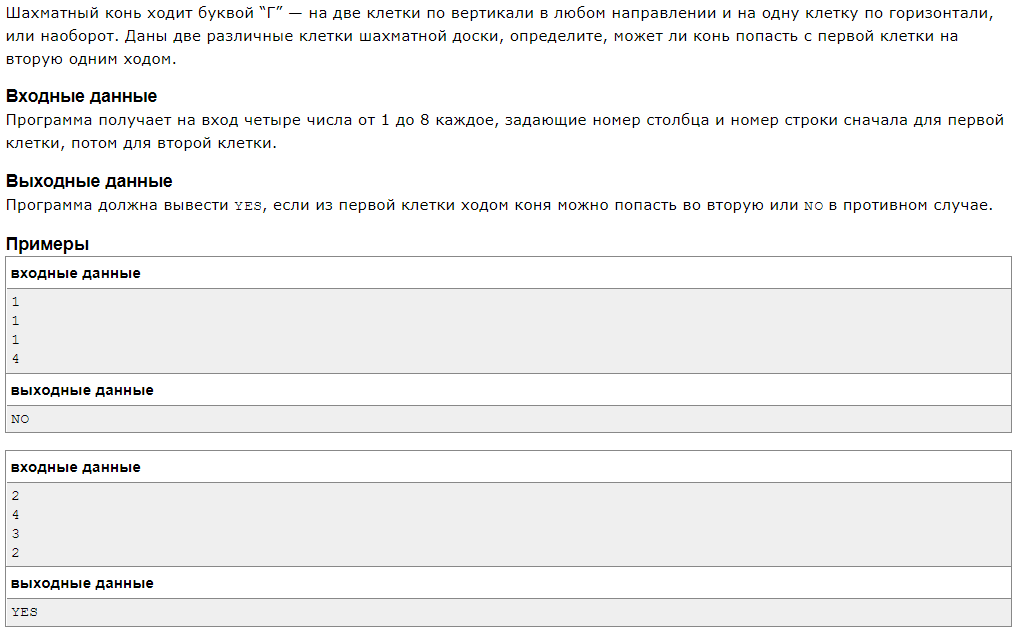 Шахматный конь ходит буквой “Г” — на две клетки по вертикали в любом направлении и на одну клетку по горизонтали,
или наоборот. Даны две различные клетки шахматной доски, определите, может ли конь попасть с первой клетки на
вторую одним ходом.
Входные данные
Программа получает на вход четыре числа от 1 до 8 каждое, задающие номер столбца и номер строки сначала для первой
клетки, потом для второй клетки.
Выходные данные
Программа должна вывести YES, если из первой клетки ходом коня можно попасть во вторую или NO в противном случае.
Примеры
входные данные
1
1
1
4
выходные данные
NO
входные данные
2
4
3
2
выходные данные
YES